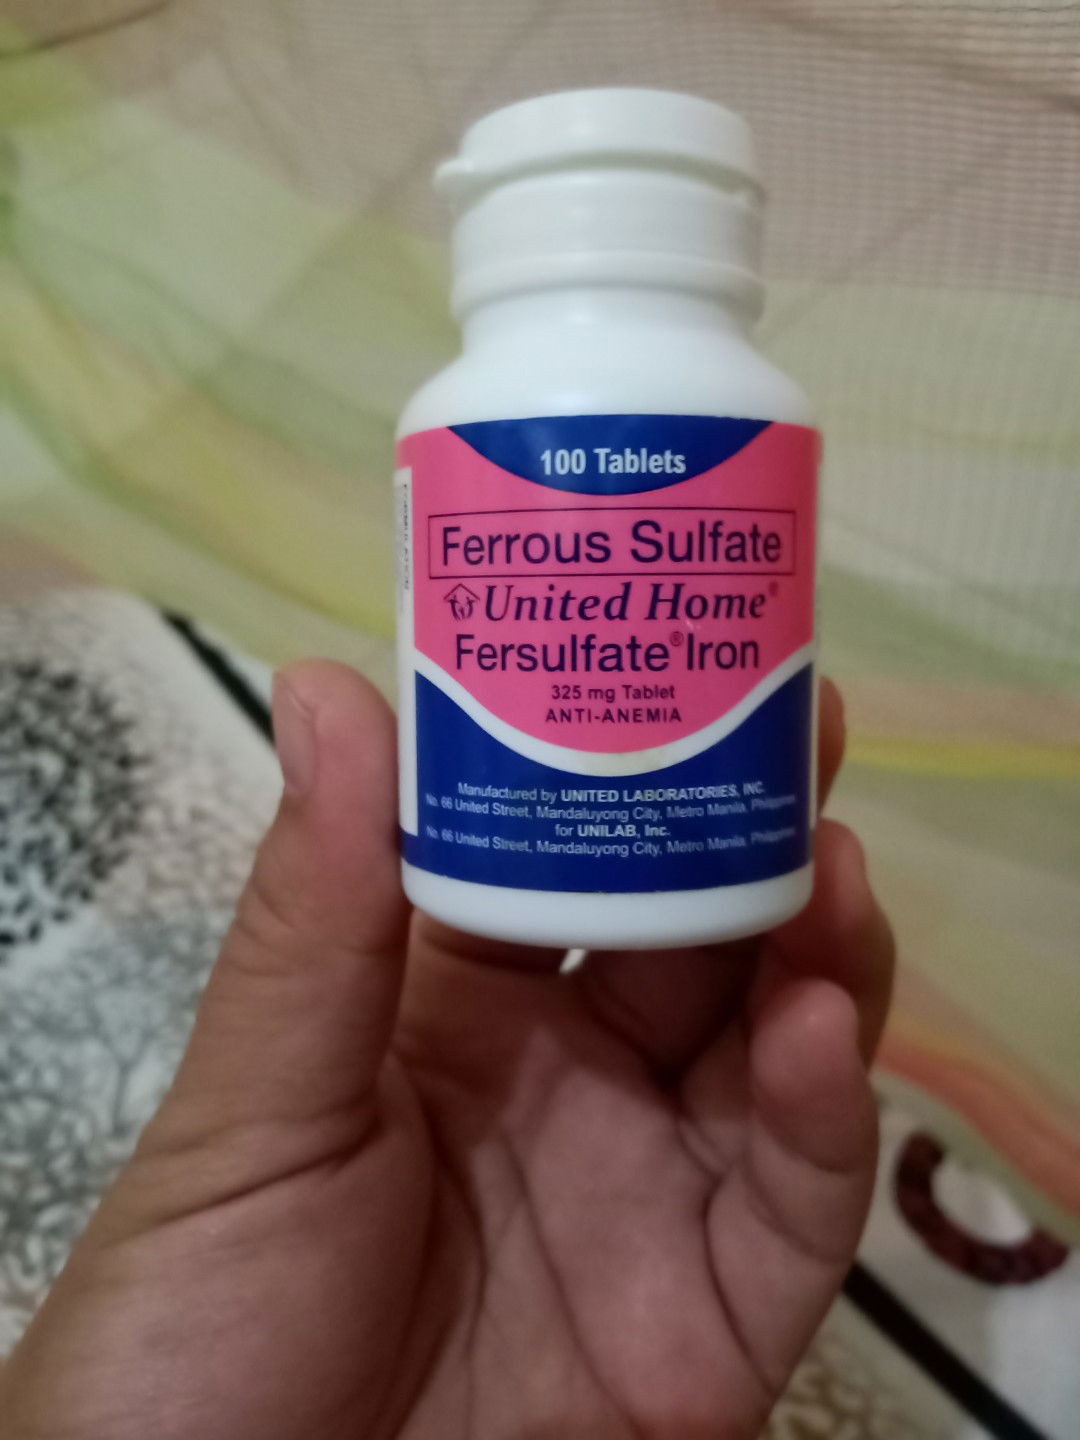 100 Tablets
Ferrous Sulfate
United Home®
Fersulfate® Iron
325 mg Tablet
ANTI-ANEMIA
Manufactured by UNITED LABORATORIES, INC.
No. 66 United Street, Mandaluyong City, Metro Manila, Philippines
for UNILAB, Inc.
No. 66 United Street, Mandaluyong City, Metro Manila, Philippines
FORMULATION